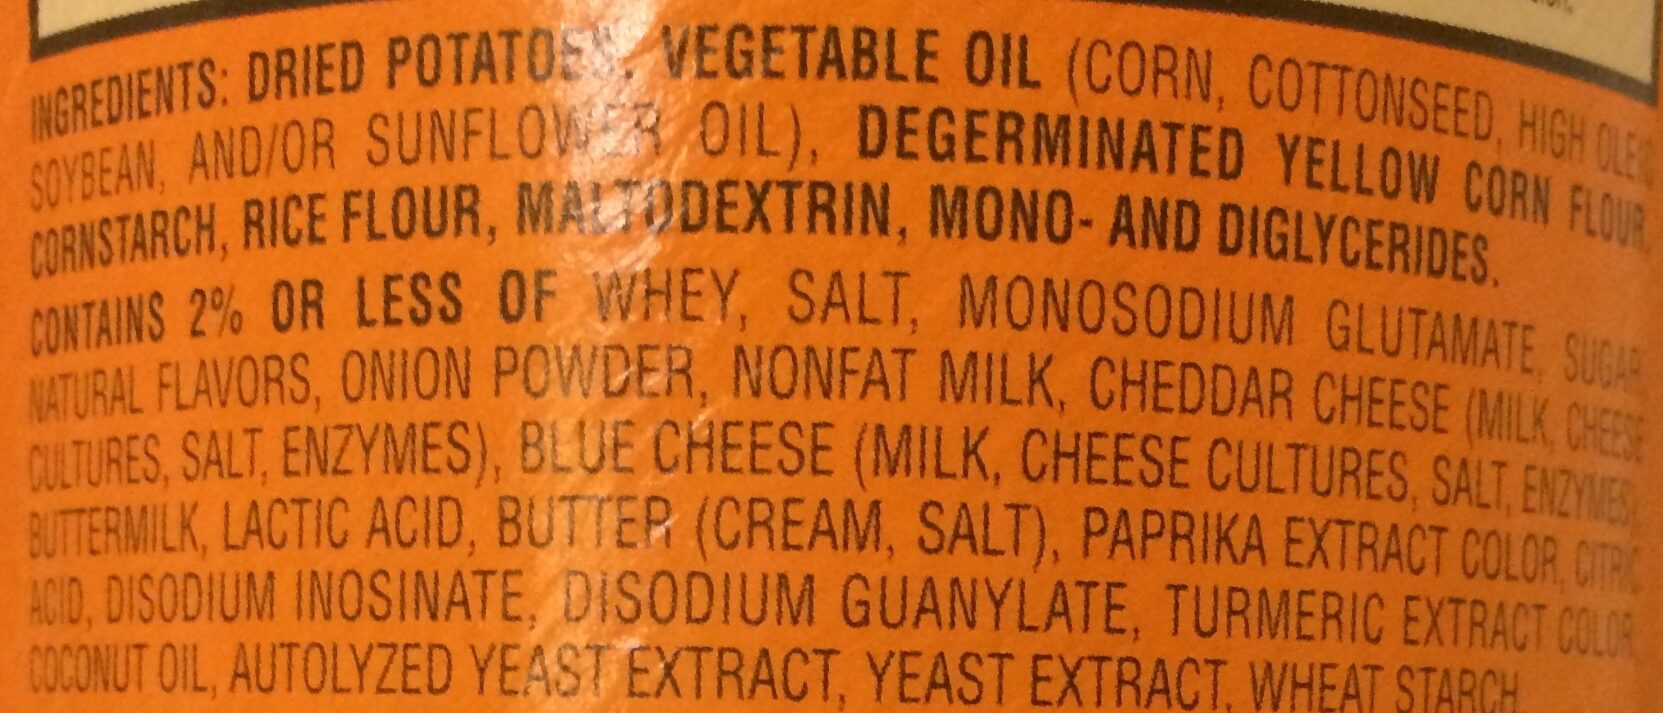 INGREDIENTS: DRIED POTATOES, VEGETABLE OIL (CORN, COTTONSEED, HIGH OLEIC
SOYBEAN, AND/OR SUNFLOWER OIL), DEGERMINATED YELLOW CORN FLOUR,
CORNSTARCH, RICE FLOUR, MALTODEXTRIN, MONO- AND DIGLYCERIDES.
CONTAINS 2% OR LESS OF WHEY, SALT, MONOSODIUM GLUTAMATE, SUGAR,
NATURAL FLAVORS, ONION POWDER, NONFAT MILK, CHEDDAR CHEESE (MILK, CHEESE
CULTURES, SALT, ENZYMES), BLUE CHEESE (MILK, CHEESE CULTURES, SALT, ENZYMES),
BUTTERMILK, LACTIC ACID, BUTTER (CREAM, SALT), PAPRIKA EXTRACT COLOR, CITRIC
ACID, DISODIUM INOSINATE, DISODIUM GUANYLATE, TURMERIC EXTRACT COLOR,
COCONUT OIL, AUTOLYZED YEAST EXTRACT, YEAST EXTRACT, WHEAT STARCH.